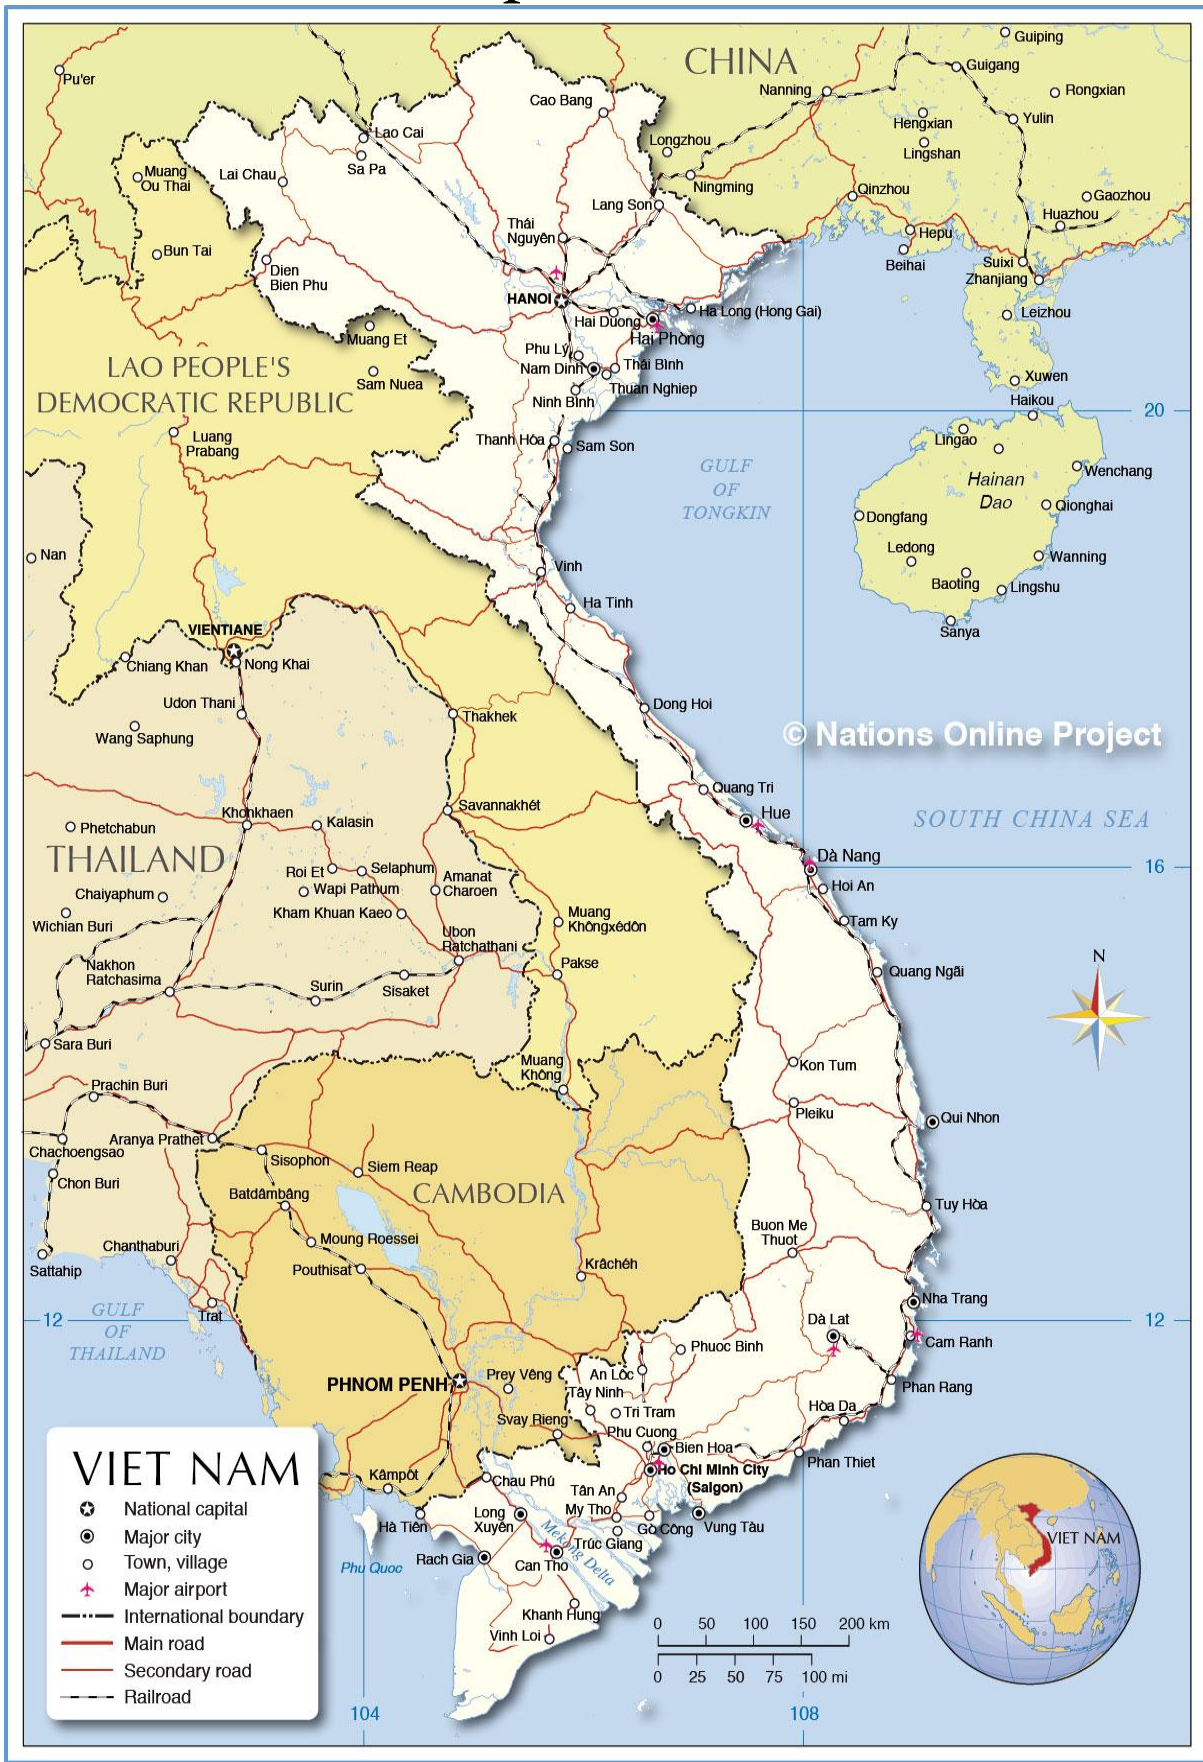 CHINA
Guiping
Pu'er
Guigang
Nanning
Rongxian
Cao Bang
Hengxian
Yulin
Lao Cai
Longzhou
Lingshan
Muang
Ou Thai
Lai Chau
Sa Pa
Ningming
Qinzhou
Gaozhou
Lang Son
Huazhou
Thái
Nguyên
Hepu
Bun Tai
Beihai
Suixi
Zhanjiang
Dien
Bien Phu
HANOI
Ha Long (Hong Gai)
Leizhou
Hai Duong
Hai Phòng
Muang Et
Phu Lý
LAO PEOPLE'S
DEMOCRATIC REPUBLIC
Nam Dinh
Thái Bình
Sam Nuea
Thuan Nghiep
Xuwen
Ninh Bình
Haikou
20
Luang
Prabang
Thanh Hóa
Sam Son
Lingao
Wenchang
GULF
OF
TONGKIN
Hainan
Dao
Qionghai
Dongfang
Nan
Ledong
Wanning
Vinh
Baoting
Lingshu
Ha Tinh
Sanya
VIENTIANE
Chiang Khan
Nong Khai
Udon Thani
Dong Hoi
Thakhek
Wang Saphung
© Nations Online Project
Quang Tri
Savannakhét
Khonkhaen
Hue
SOUTH CHINA SEA
Phetchabun
Kalasin
THAILAND
Dà Nang
16
Roi Et
Selaphum
Amanat
Charoen
Wapi Pathum
Hoi An
Chaiyaphum
Kham Khuan Kaeo
Muang
Khôngxédôn
Tam Ky
Wichian Buri
Ubon
Ratchathani
N
Nakhon
Ratchasima
Pakse
Quang Ngãi
Surin
Sisaket
Sara Buri
Muang
Không
Kon Tum
Prachin Buri
Pleiku
Qui Nhon
Aranya Prathet
Chachoengsao
Sisophon
Siem Reap
Chon Buri
CAMBODIA
Batdâmbâng
Tuy Hòa
Moung Roessei
Buon Me
Thuot
Chanthaburi
Pouthisat
Krâchéh
Sattahip
Nha Trang
Trat
12
GULF
OF
THAILAND
Dà Lat
12
Cam Ranh
Phuoc Binh
PHNOM PENH
Prey Vêng
An Lôc
Tây Ninh
Phan Rang
Tri Tram
Hòa Da
Svay Rieng
Phu Cuong
Bien Hoa
Phan Thiet
Ho Chi Minh City
(Saigon)
Kâmpôt
Chau Phú
Tân An
My Tho
Long
Xuyên
Hà Tiên
Gò Công
Vung Tàu
Trúc Giang
Mekong Delta
Phu Quoc
Rach Gia
Can Tho
Khanh Hung
Vinh Loi
VIET NAM
National capital
Major city
Town, village
Major airport
International boundary
Main road
Secondary road
Railroad
0 50 100 150 200 km
0 25 50 75 100 mi
VIET NAM
104
108